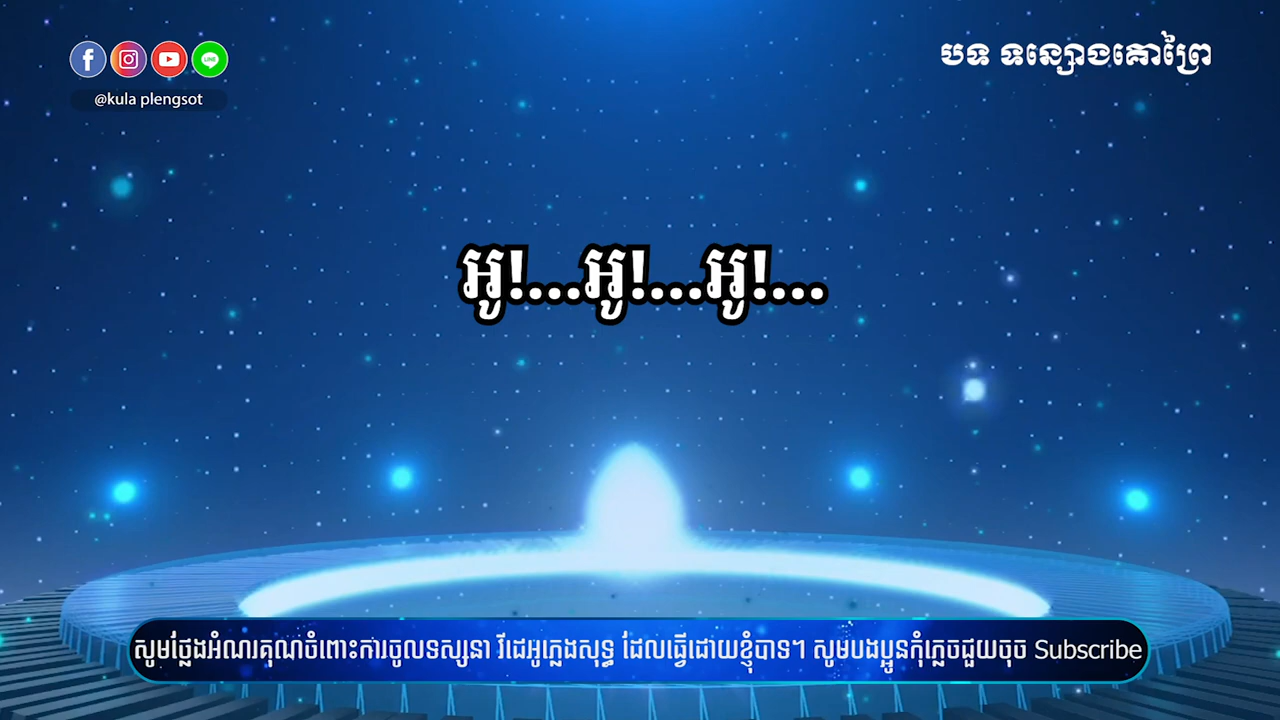 បទ ទន្សោងគោព្រៃ
@kula plengsot
អូ!...អូ!...អូ!...
សូមថ្លែងអំណរគុណចំពោះការចូលទស្សនា វីដេអូភ្លេងសុទ្ធ ដែលធ្វើដោយខ្ញុំបាទ។ សូមបងប្អូនកុំភ្លេចជួយចុច Subscribe